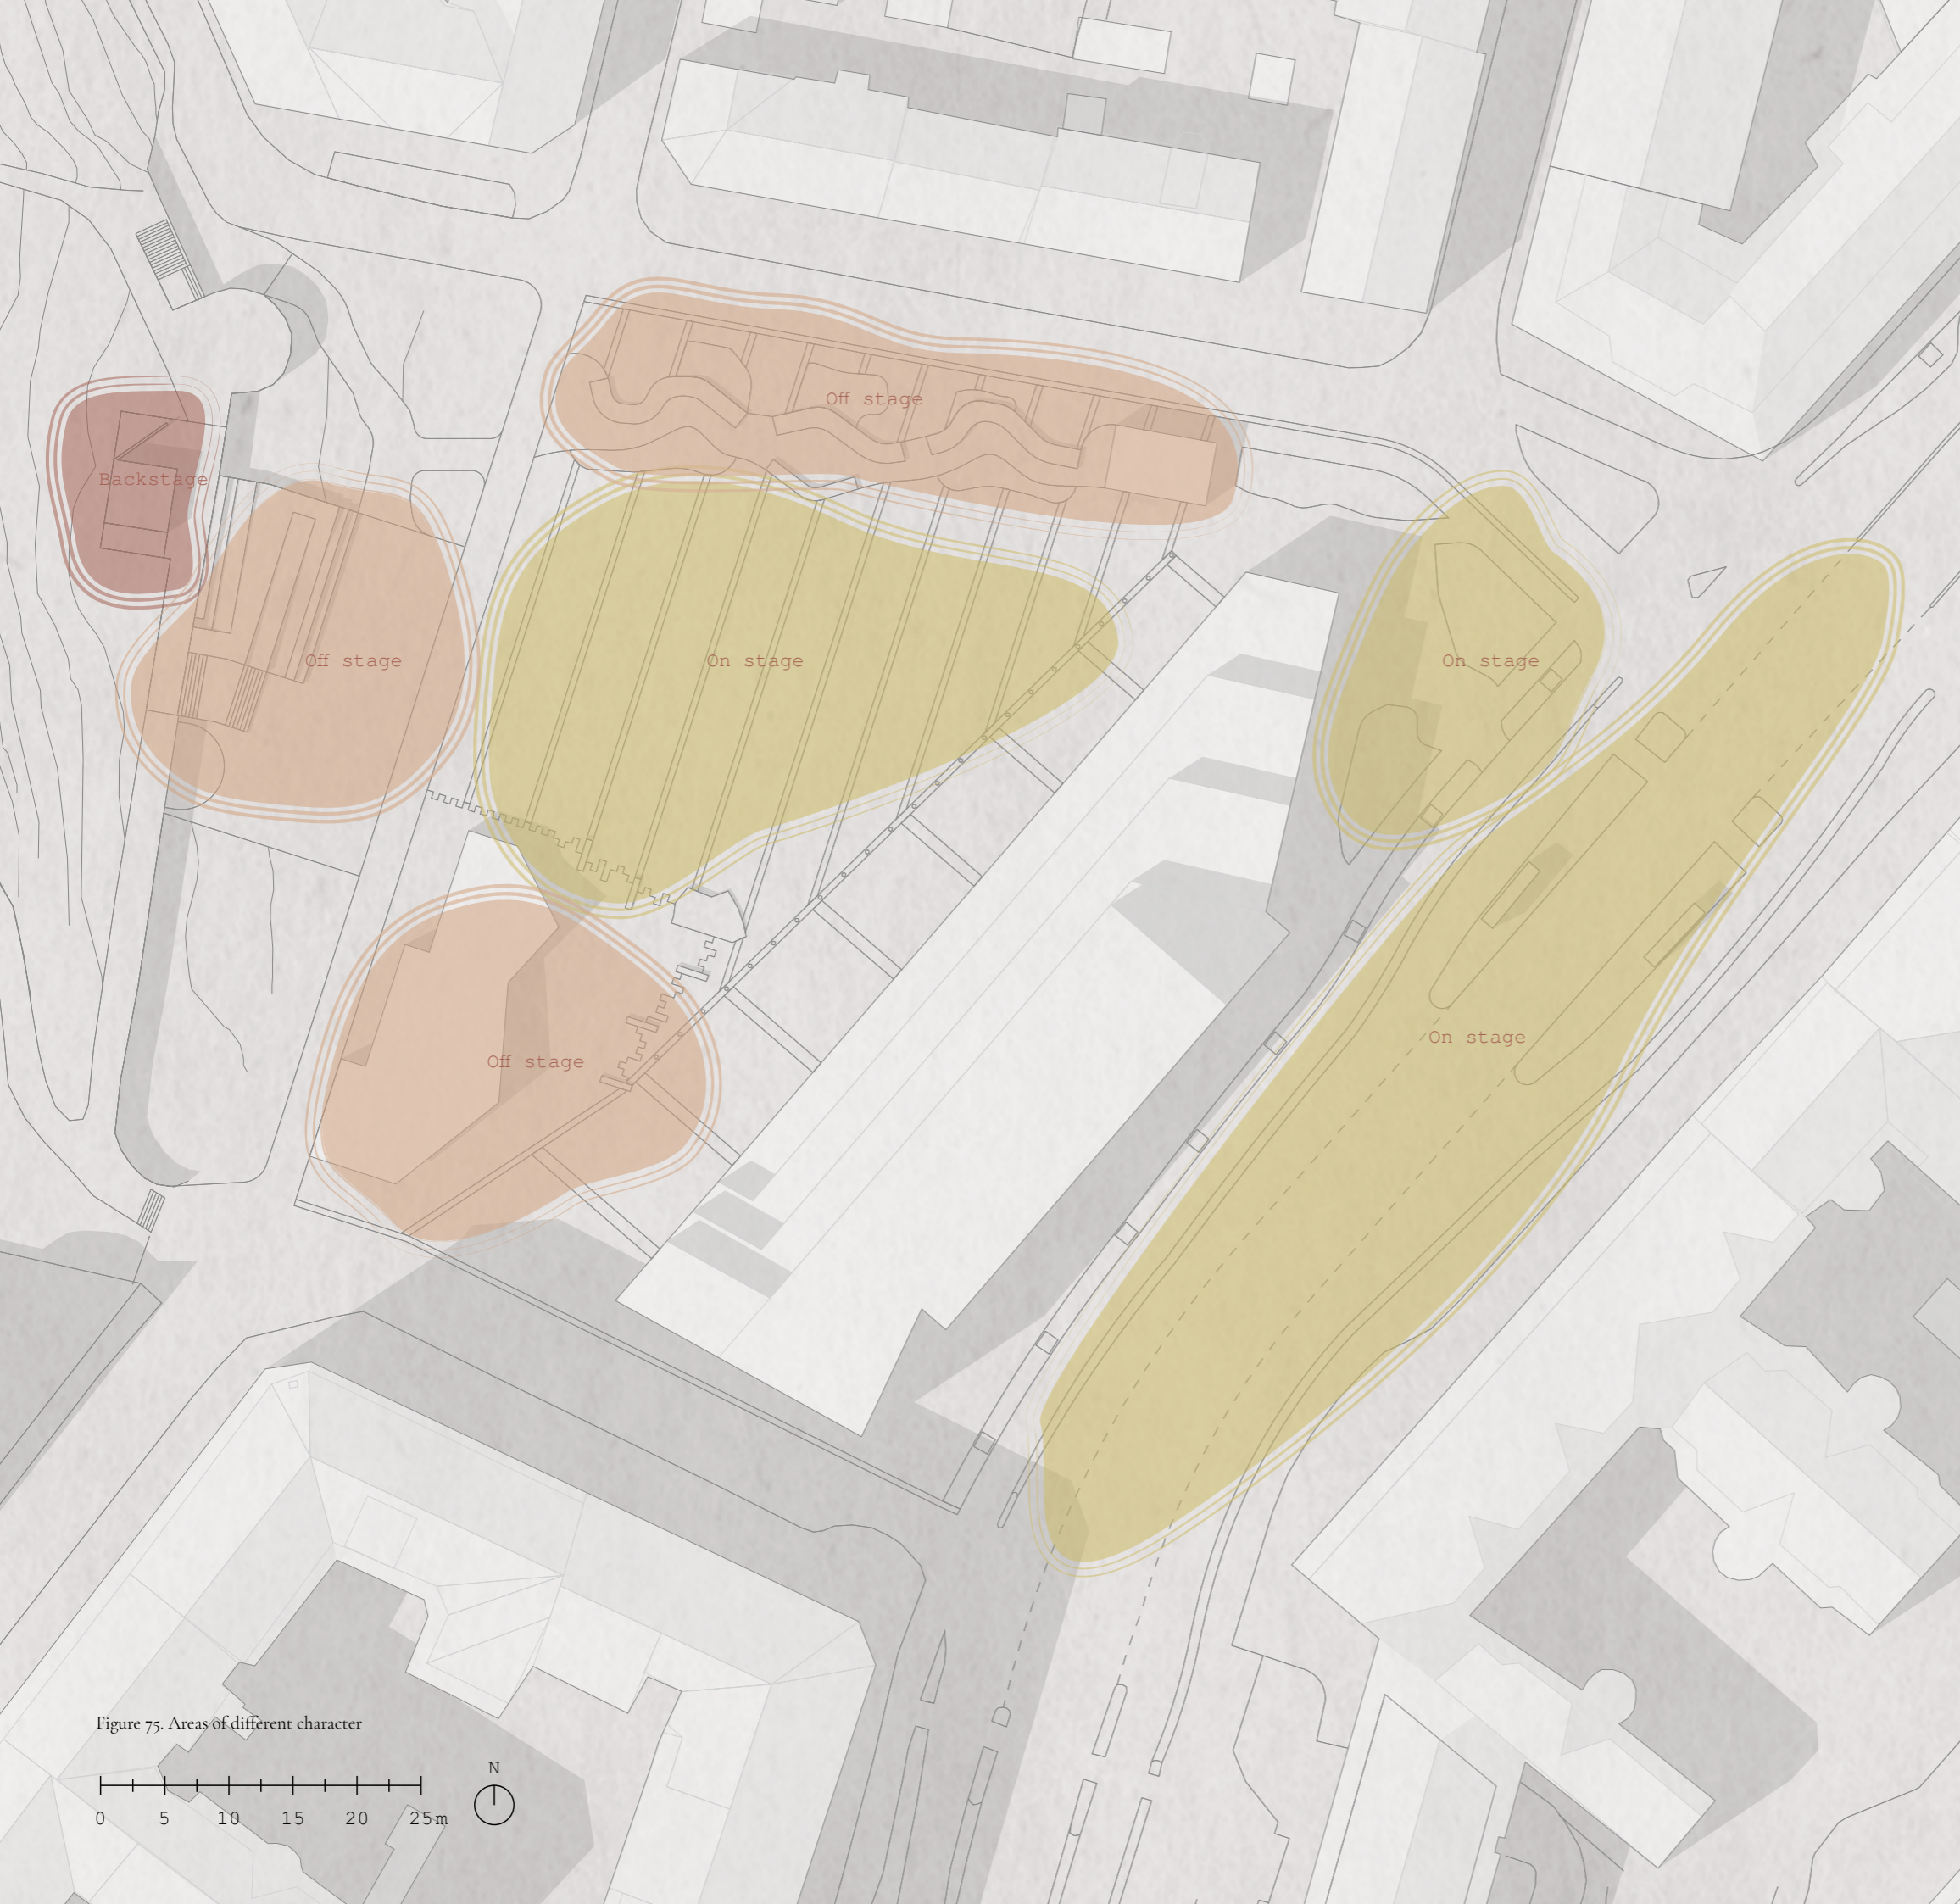 Off stage
Backstage
Off stage
On stage
On stage
On stage
Off stage
Figure 75. Areas of different character
N
0 5 10 15 20 25m